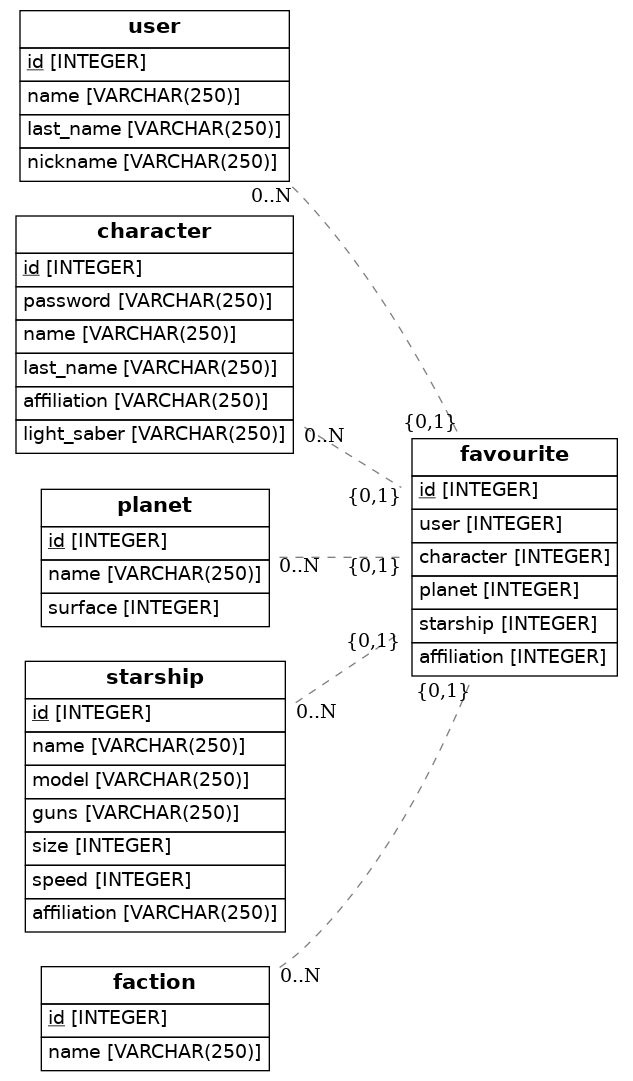 user
id [INTEGER]
name [VARCHAR(250)]
last_name [VARCHAR(250)]
nickname [VARCHAR(250)]
0..N
{0,1}
character
id [INTEGER]
password [VARCHAR(250)]
name [VARCHAR(250)]
last_name [VARCHAR(250)]
affiliation [VARCHAR(250)]
light_saber [VARCHAR(250)]
0..N
{0,1}
planet
id [INTEGER]
name [VARCHAR(250)]
surface [INTEGER]
0..N
{0,1}
starship
id [INTEGER]
name [VARCHAR(250)]
model [VARCHAR(250)]
guns [VARCHAR(250)]
size [INTEGER]
speed [INTEGER]
affiliation [VARCHAR(250)]
0..N
{0,1}
faction
id [INTEGER]
name [VARCHAR(250)]
0..N
{0,1}
favourite
id [INTEGER]
user [INTEGER]
character [INTEGER]
planet [INTEGER]
starship [INTEGER]
affiliation [INTEGER]